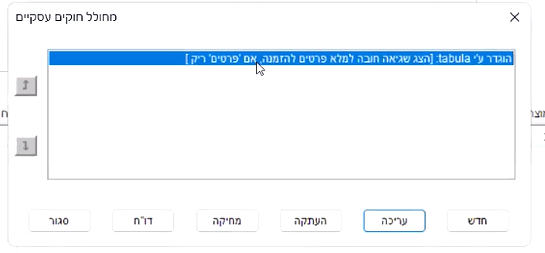 מחולל חוקים עסקיים
הוגדר ע'י tabula: [הצג שגיאה חובה למלא פרטים להזמנה, אם 'פרטים' ריק ]
חדש
עריכה
העתקה
מחיקה
דו"ח
סגור